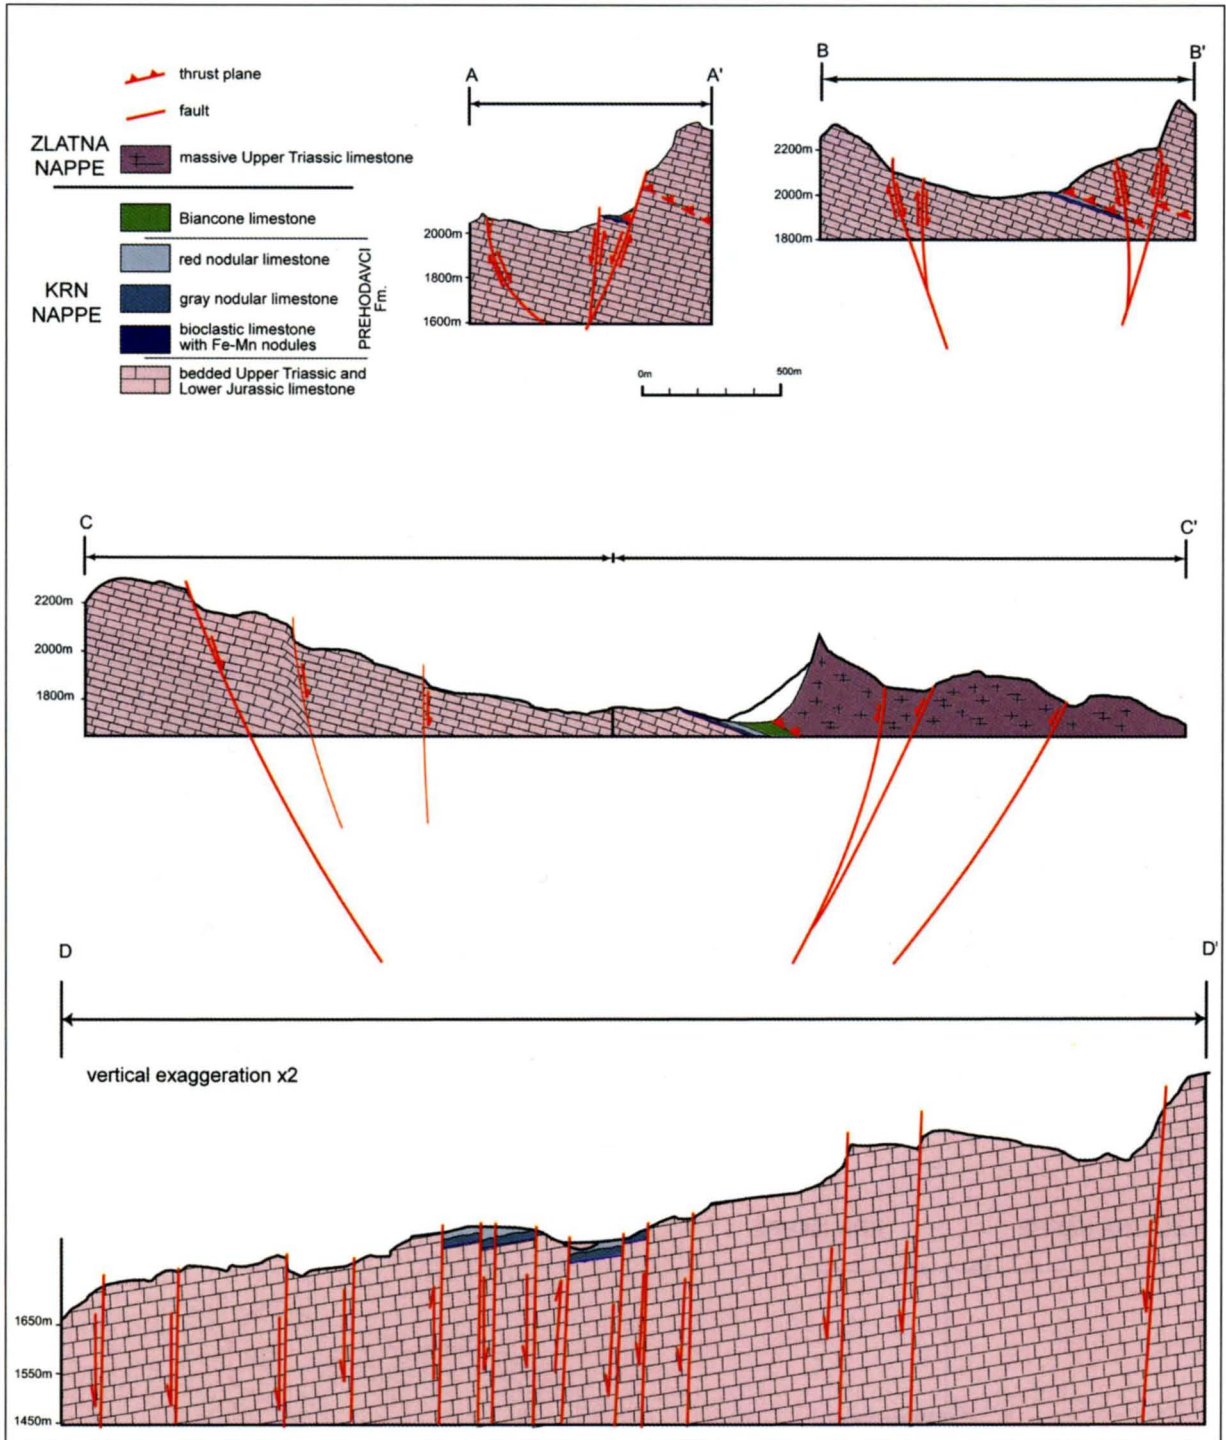 thrust plane
fault
ZLATNA
NAPPE
massive Upper Triassic limestone
Biancone limestone
red nodular limestone
gray nodular limestone
bioclastic limestone
with Fe-Mn nodules
PREHODAVCI
Fm.
KRN
NAPPE
bedded Upper Triassic and
Lower Jurassic limestone
A
A'
2000m
1800m
1600m
B
B'
2200m
2000m
1800m
0m
500m
C
C'
2200m
2000m
1800m
D
D'
vertical exaggeration x2
1650m
1550m
1450m